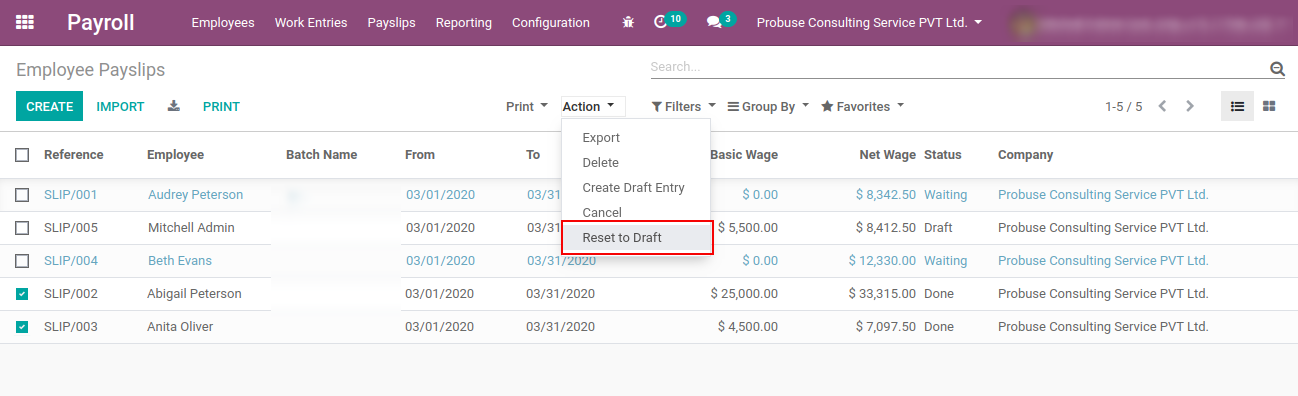 Payroll Employees Work Entries Payslips Reporting Configuration 10 3 Probuse Consulting Service PVT Ltd.
Employee Payslips Search...
CREATE IMPORT PRINT Print Action Filters Group By Favorites 1-5 / 5
Export
Delete
Create Draft Entry
Cancel
Reset to Draft
Reference Employee Batch Name From To Basic Wage Net Wage Status Company
SLIP/001 Audrey Peterson 03/01/2020 03/31 $ 0.00 $ 8,342.50 Waiting Probuse Consulting Service PVT Ltd.
SLIP/005 Mitchell Admin 03/01/2020 03/31 $ 5,500.00 $ 8,412.50 Draft Probuse Consulting Service PVT Ltd.
SLIP/004 Beth Evans 03/01/2020 03/31/2020 $ 0.00 $ 12,330.00 Waiting Probuse Consulting Service PVT Ltd.
SLIP/002 Abigail Peterson 03/01/2020 03/31/2020 $ 25,000.00 $ 33,315.00 Done Probuse Consulting Service PVT Ltd.
SLIP/003 Anita Oliver 03/01/2020 03/31/2020 $ 4,500.00 $ 7,097.50 Done Probuse Consulting Service PVT Ltd.